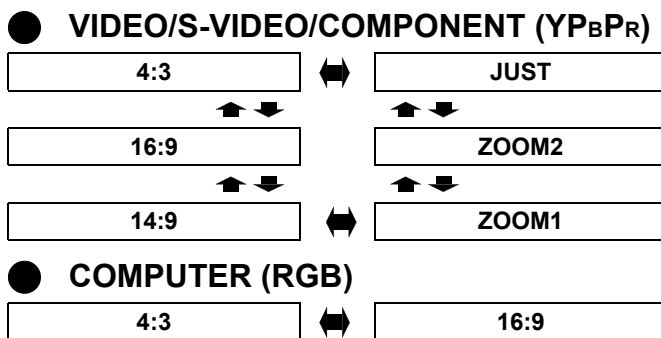 VIDEO/S-VIDEO/COMPONENT (YPBPR)
4:3 JUST
16:9 ZOOM2
14:9 ZOOM1
COMPUTER (RGB)
4:3 16:9